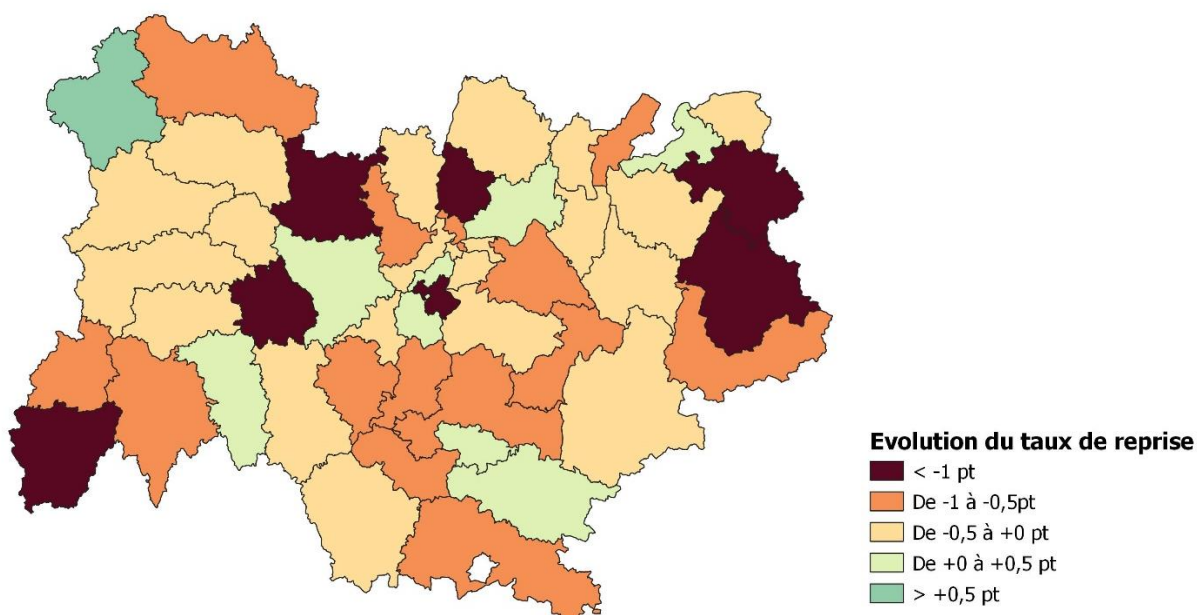 Evolution du taux de reprise
< -1 pt
De -1 à -0,5pt
De -0,5 à +0 pt
De +0 à +0,5 pt
> +0,5 pt